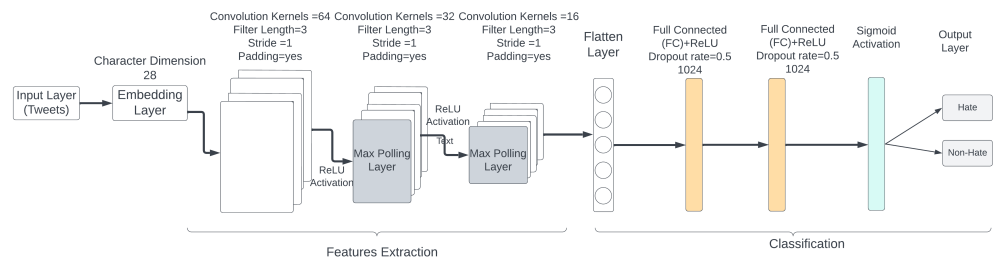 Convolution Kernels =64
Filter Length=3
Stride =1
Padding=yes
Convolution Kernels =32
Filter Length=3
Stride =1
Padding=yes
Convolution Kernels =16
Filter Length=3
Stride =1
Padding=yes
Flatten
Layer
Full Connected
(FC)+ReLU
Dropout rate=0.5
1024
Full Connected
(FC)+ReLU
Dropout rate=0.5
1024
Sigmoid
Activation
Output
Layer
Character Dimension
28
Input Layer
(Tweets)
Embedding
Layer
ReLU
Activation
Max Polling
Layer
ReLU
Activation
Text
Max Polling
Layer
Hate
Non-Hate
Features Extraction
Classification